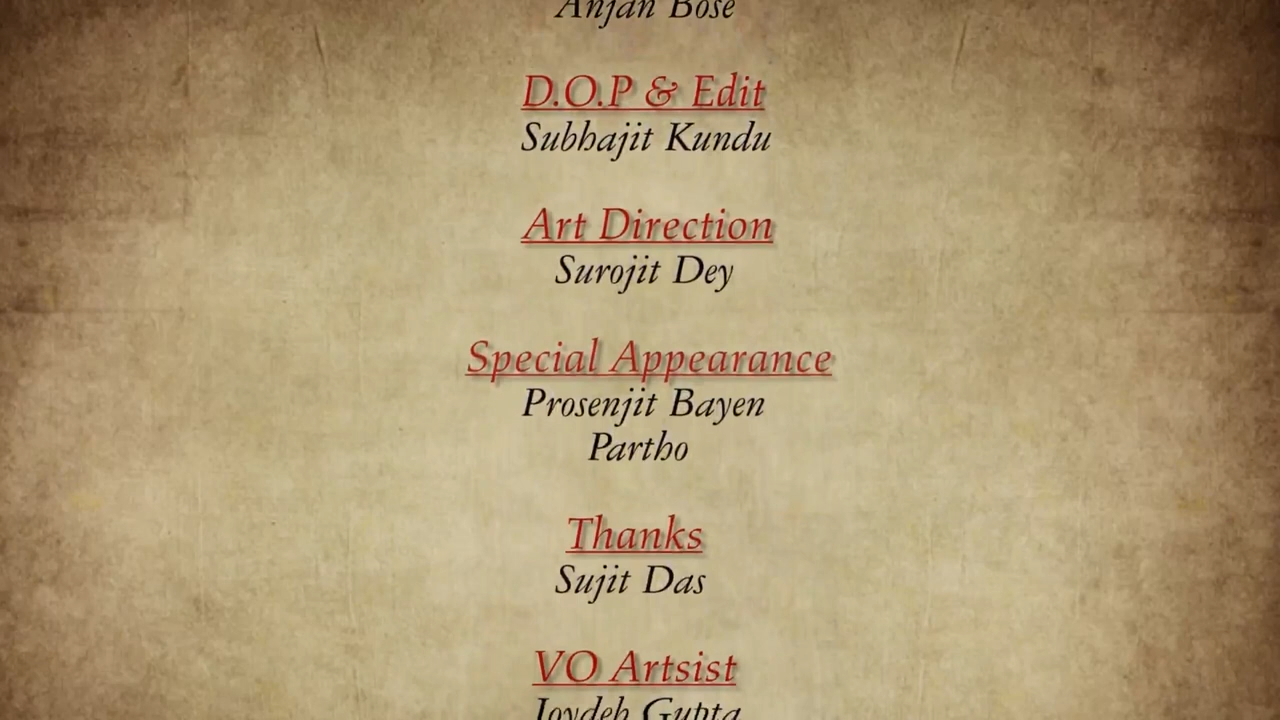 Anjan Bose
D.O.P & Edit
Subhajit Kundu
Art Direction
Surojit Dey
Special Appearance
Prosenjit Bayen
Partho
Thanks
Sujit Das
VO Artsist
Joydeb Gupta